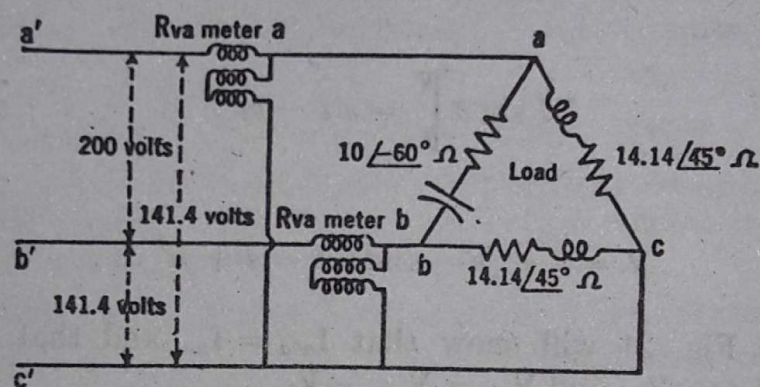 Rva meter a
a'
a
200 volts
10 /-60° Ω
Load
14.14/45° Ω
141.4 volts
Rva meter b
b'
b
c
14.14/45° Ω
141.4 volts
c'